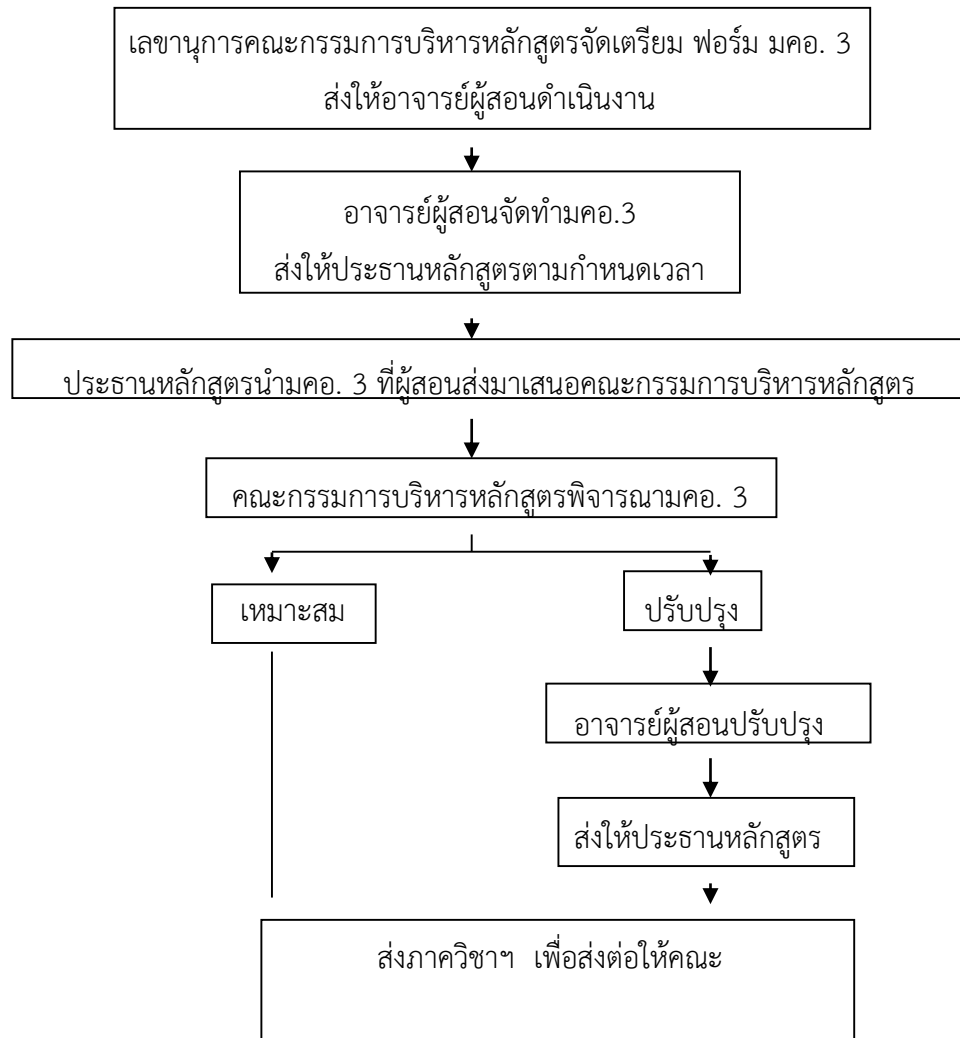 เลขานุการคณะกรรมการบริหารหลักสูตรจัดเตรียม ฟอร์ม มคอ. 3
ส่งให้อาจารย์ผู้สอนดำเนินงาน
อาจารย์ผู้สอนจัดทำมคอ.3
ส่งให้ประธานหลักสูตรตามกำหนดเวลา
ประธานหลักสูตรนำมคอ. 3 ที่ผู้สอนส่งมาเสนอคณะกรรมการบริหารหลักสูตร
คณะกรรมการบริหารหลักสูตรพิจารณามคอ. 3
เหมาะสม
ปรับปรุง
อาจารย์ผู้สอนปรับปรุง
ส่งให้ประธานหลักสูตร
ส่งภาควิชาฯ เพื่อส่งต่อให้คณะ